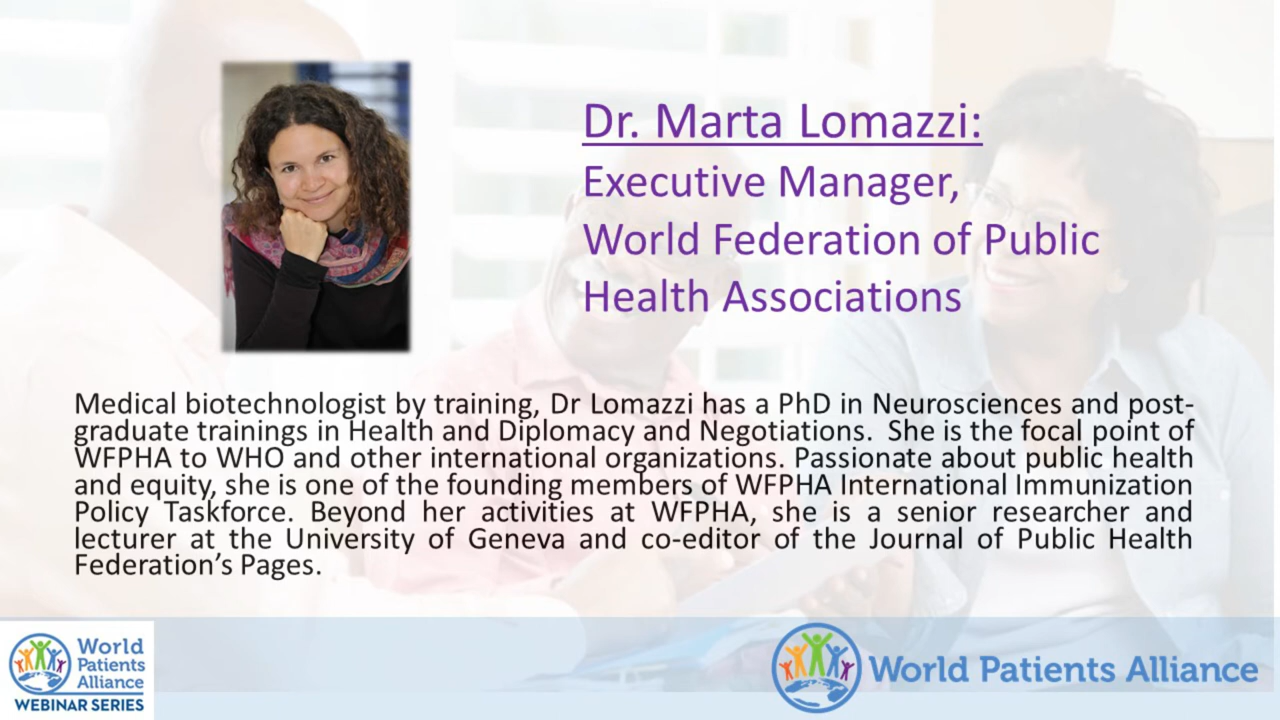 Dr. Marta Lomazzi:
Executive Manager,
World Federation of Public
Health Associations
Medical biotechnologist by training, Dr Lomazzi has a PhD in Neurosciences and post-
graduate trainings in Health and Diplomacy and Negotiations. She is the focal point of
WFPHA to WHO and other international organizations. Passionate about public health
and equity, she is one of the founding members of WFPHA International Immunization
Policy Taskforce. Beyond her activities at WFPHA, she is a senior researcher and
lecturer at the University of Geneva and co-editor of the Journal of Public Health
Federation’s Pages.
World
Patients
Alliance
WEBINAR SERIES
World Patients Alliance